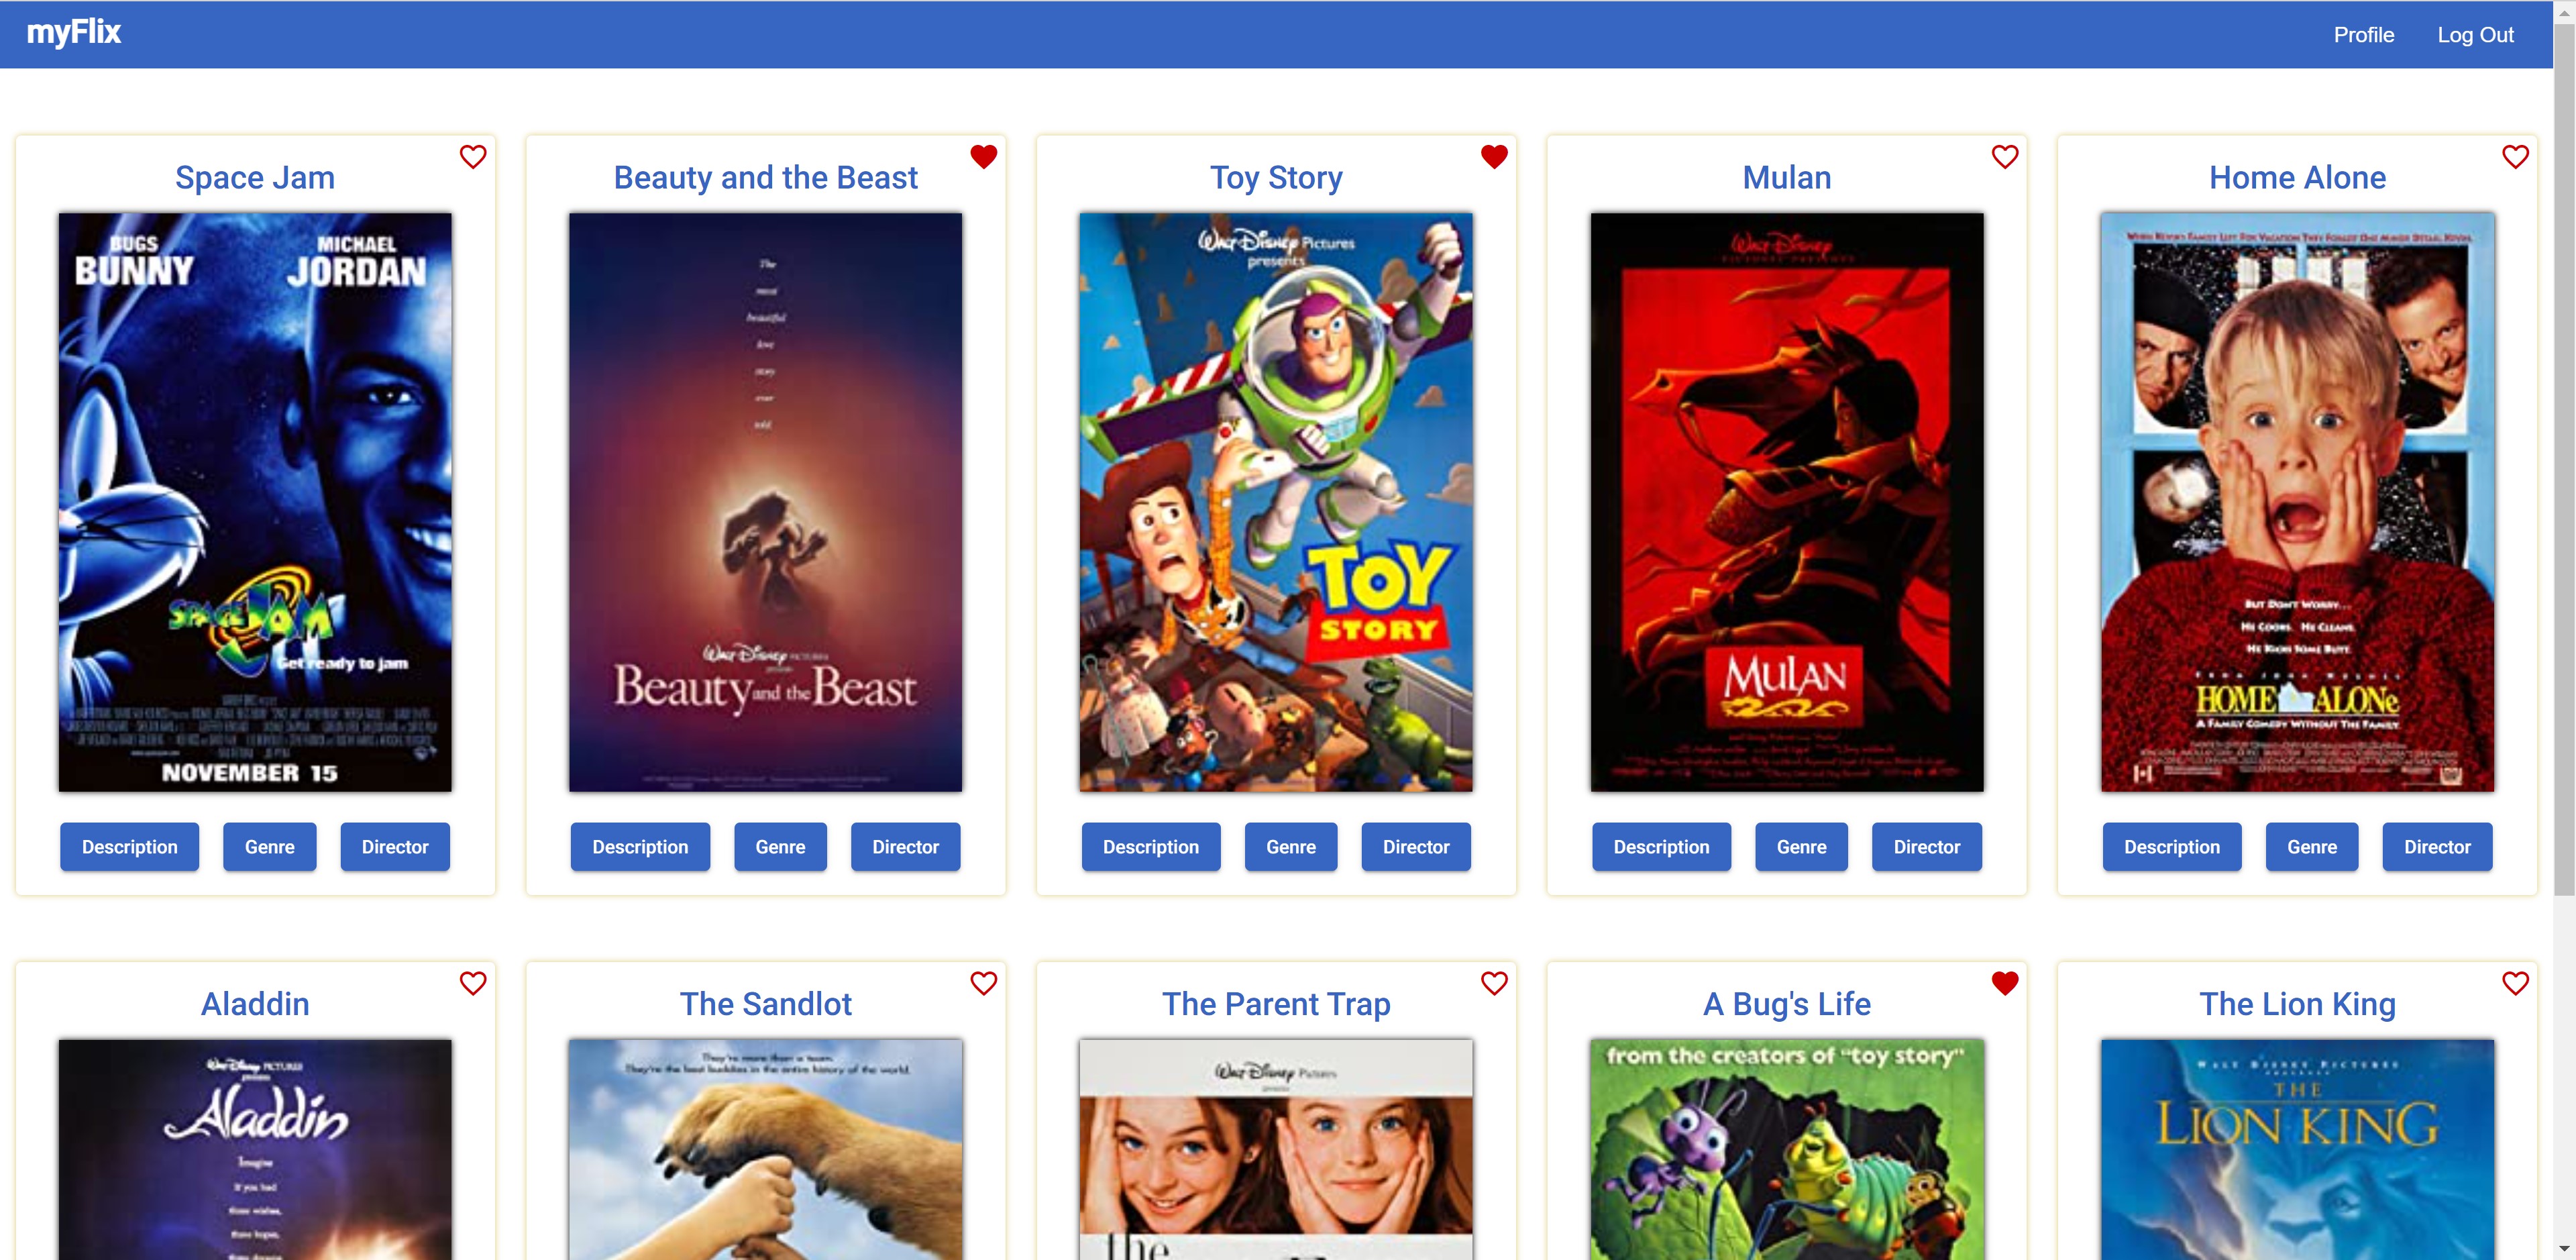 myFlix
Profile Log Out
Space Jam
Beauty and the Beast
Toy Story
Mulan
Home Alone
BUGS BUNNY
MICHAEL JORDAN
SPACE JAM
Get ready to jam
NOVEMBER 15
The
most
beautiful
love
story
ever
told
WALT DISNEY PICTURES
Beauty and the Beast
WALT DISNEY Pictures
presents
TOY
STORY
WALT DISNEY
PICTURES PRESENTS
MULAN
BUT DON'T WORRY...
HE COOKS. HE CLEANS.
HE KICKS SOME BUTT.
FROM JOHN HUGHES
HOME ALONe
A FAMILY COMEDY WITHOUT THE FAMILY.
Description Genre Director
Description Genre Director
Description Genre Director
Description Genre Director
Description Genre Director
Aladdin
The Sandlot
The Parent Trap
A Bug's Life
The Lion King
WALT DISNEY PICTURES
presents
Aladdin
Imagine
if you had
three wishes,
three hopes,
three dreams
They're more than a team.
They're the best buddies in the entire history of the world.
WALT DISNEY Pictures
presents
the
from the creators of "toy story"
WALT DISNEY PICTURES
PRESENTS
THE
LION KING